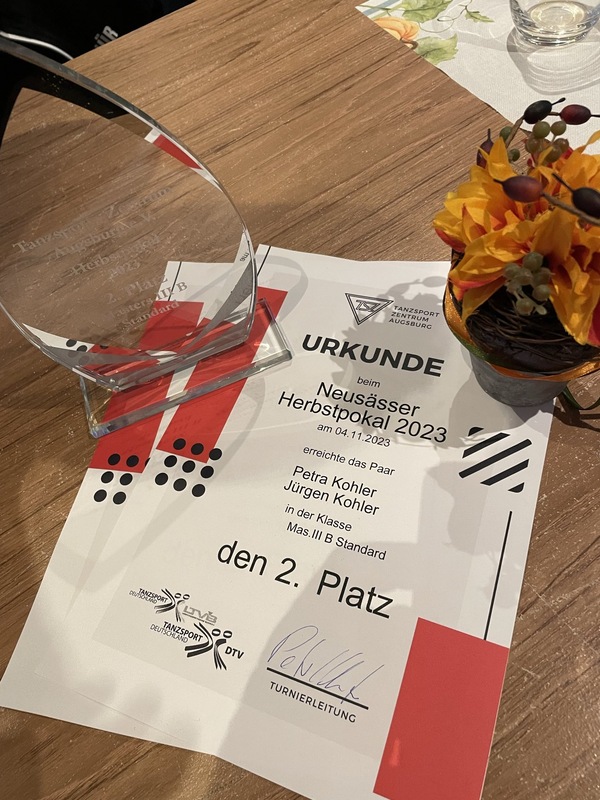 Tanzsport Zentrum
Augsburg e.V.
Herbstpokal
2023
2. Platz
III B
Standard
TSZ
TANZSPORT
ZENTRUM
AUGSBURG
URKUNDE
beim
Neusässer
Herbstpokal 2023
am 04.11.2023
erreichte das Paar
Petra Kohler
Jürgen Kohler
in der Klasse
Mas.III B Standard
den 2. Platz
TANZSPORT
DEUTSCHLAND
LTVB
TANZSPORT
DEUTSCHLAND
DTV
TURNIERLEITUNG